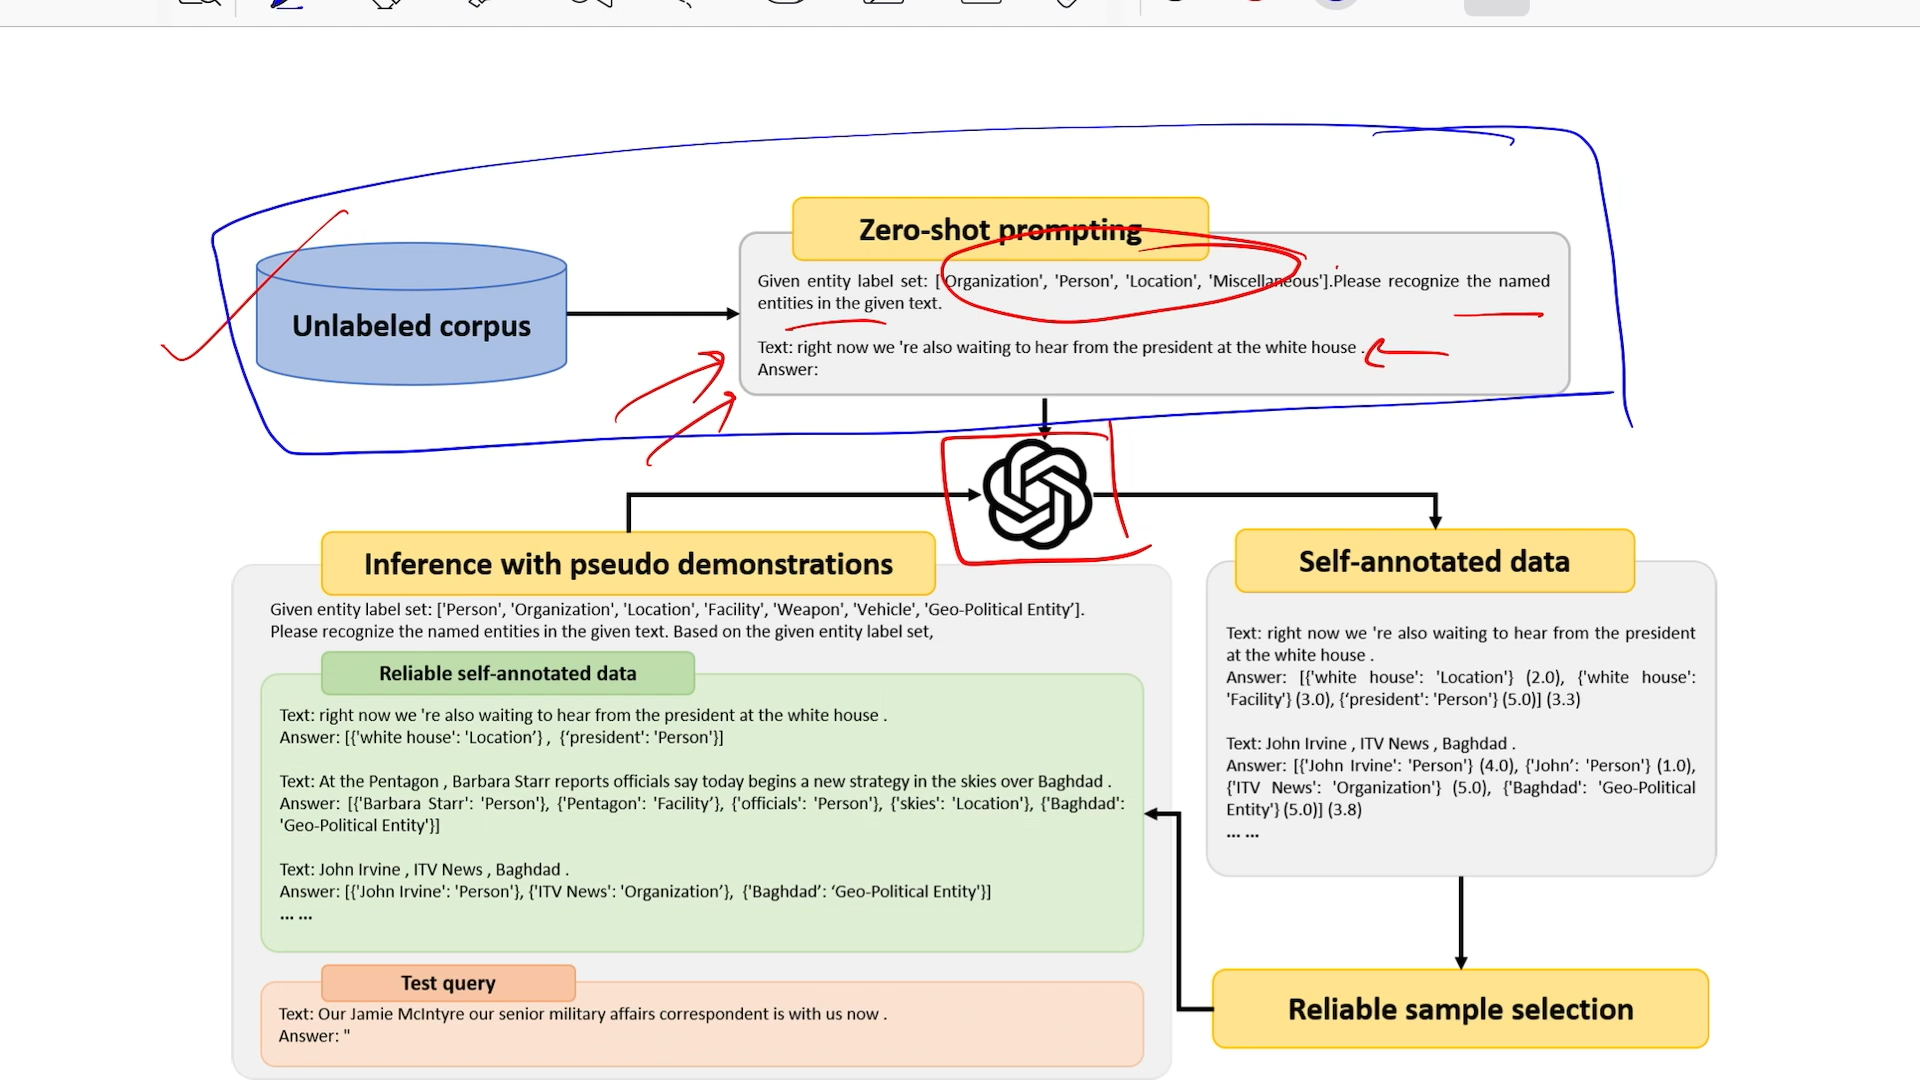 Zero-shot prompting
Given entity label set: ['Organization', 'Person', 'Location', 'Miscellaneous'].Please recognize the named
entities in the given text.
Text: right now we 're also waiting to hear from the president at the white house .
Answer:
Unlabeled corpus
Inference with pseudo demonstrations
Given entity label set: ['Person', 'Organization', 'Location', 'Facility', 'Weapon', 'Vehicle', 'Geo-Political Entity’].
Please recognize the named entities in the given text. Based on the given entity label set,
Reliable self-annotated data
Text: right now we 're also waiting to hear from the president at the white house .
Answer: [{'white house': 'Location’} , {‘president': 'Person'}]
Text: At the Pentagon , Barbara Starr reports officials say today begins a new strategy in the skies over Baghdad .
Answer: [{'Barbara Starr': 'Person'}, {'Pentagon': 'Facility’}, {'officials': 'Person'}, {'skies': 'Location'}, {'Baghdad':
'Geo-Political Entity’}]
Text: John Irvine , ITV News , Baghdad .
Answer: [{'John Irvine': 'Person'}, {'ITV News': 'Organization’}, {'Baghdad’: ‘Geo-Political Entity'}]
... ...
Test query
Text: Our Jamie McIntyre our senior military affairs correspondent is with us now .
Answer: "
Self-annotated data
Text: right now we 're also waiting to hear from the president
at the white house .
Answer: [{'white house': 'Location'} (2.0), {'white house':
'Facility'} (3.0), {‘president': 'Person'} (5.0)] (3.3)
Text: John Irvine , ITV News , Baghdad .
Answer: [{'John Irvine': 'Person'} (4.0), {'John’: 'Person'} (1.0),
{'ITV News': 'Organization'} (5.0), {'Baghdad': 'Geo-Political
Entity'} (5.0)] (3.8)
... ...
Reliable sample selection